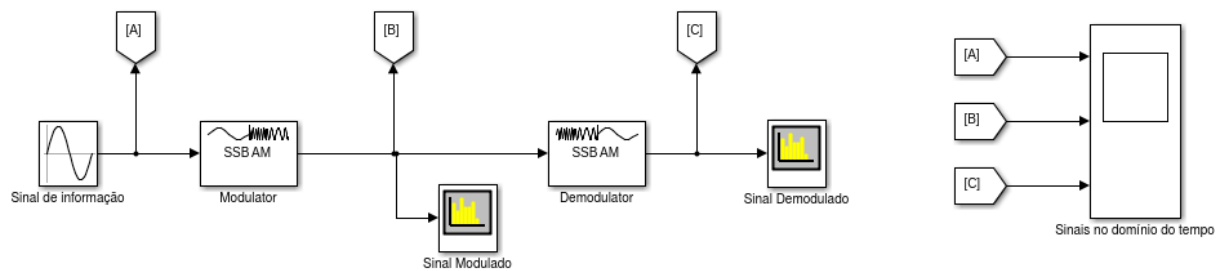 [A]
[B]
[C]
[A]
SSB AM
SSB AM
[B]
Sinal de informação
Modulator
Demodulator
Sinal Demodulado
[C]
Sinais no domínio do tempo
Sinal Modulado